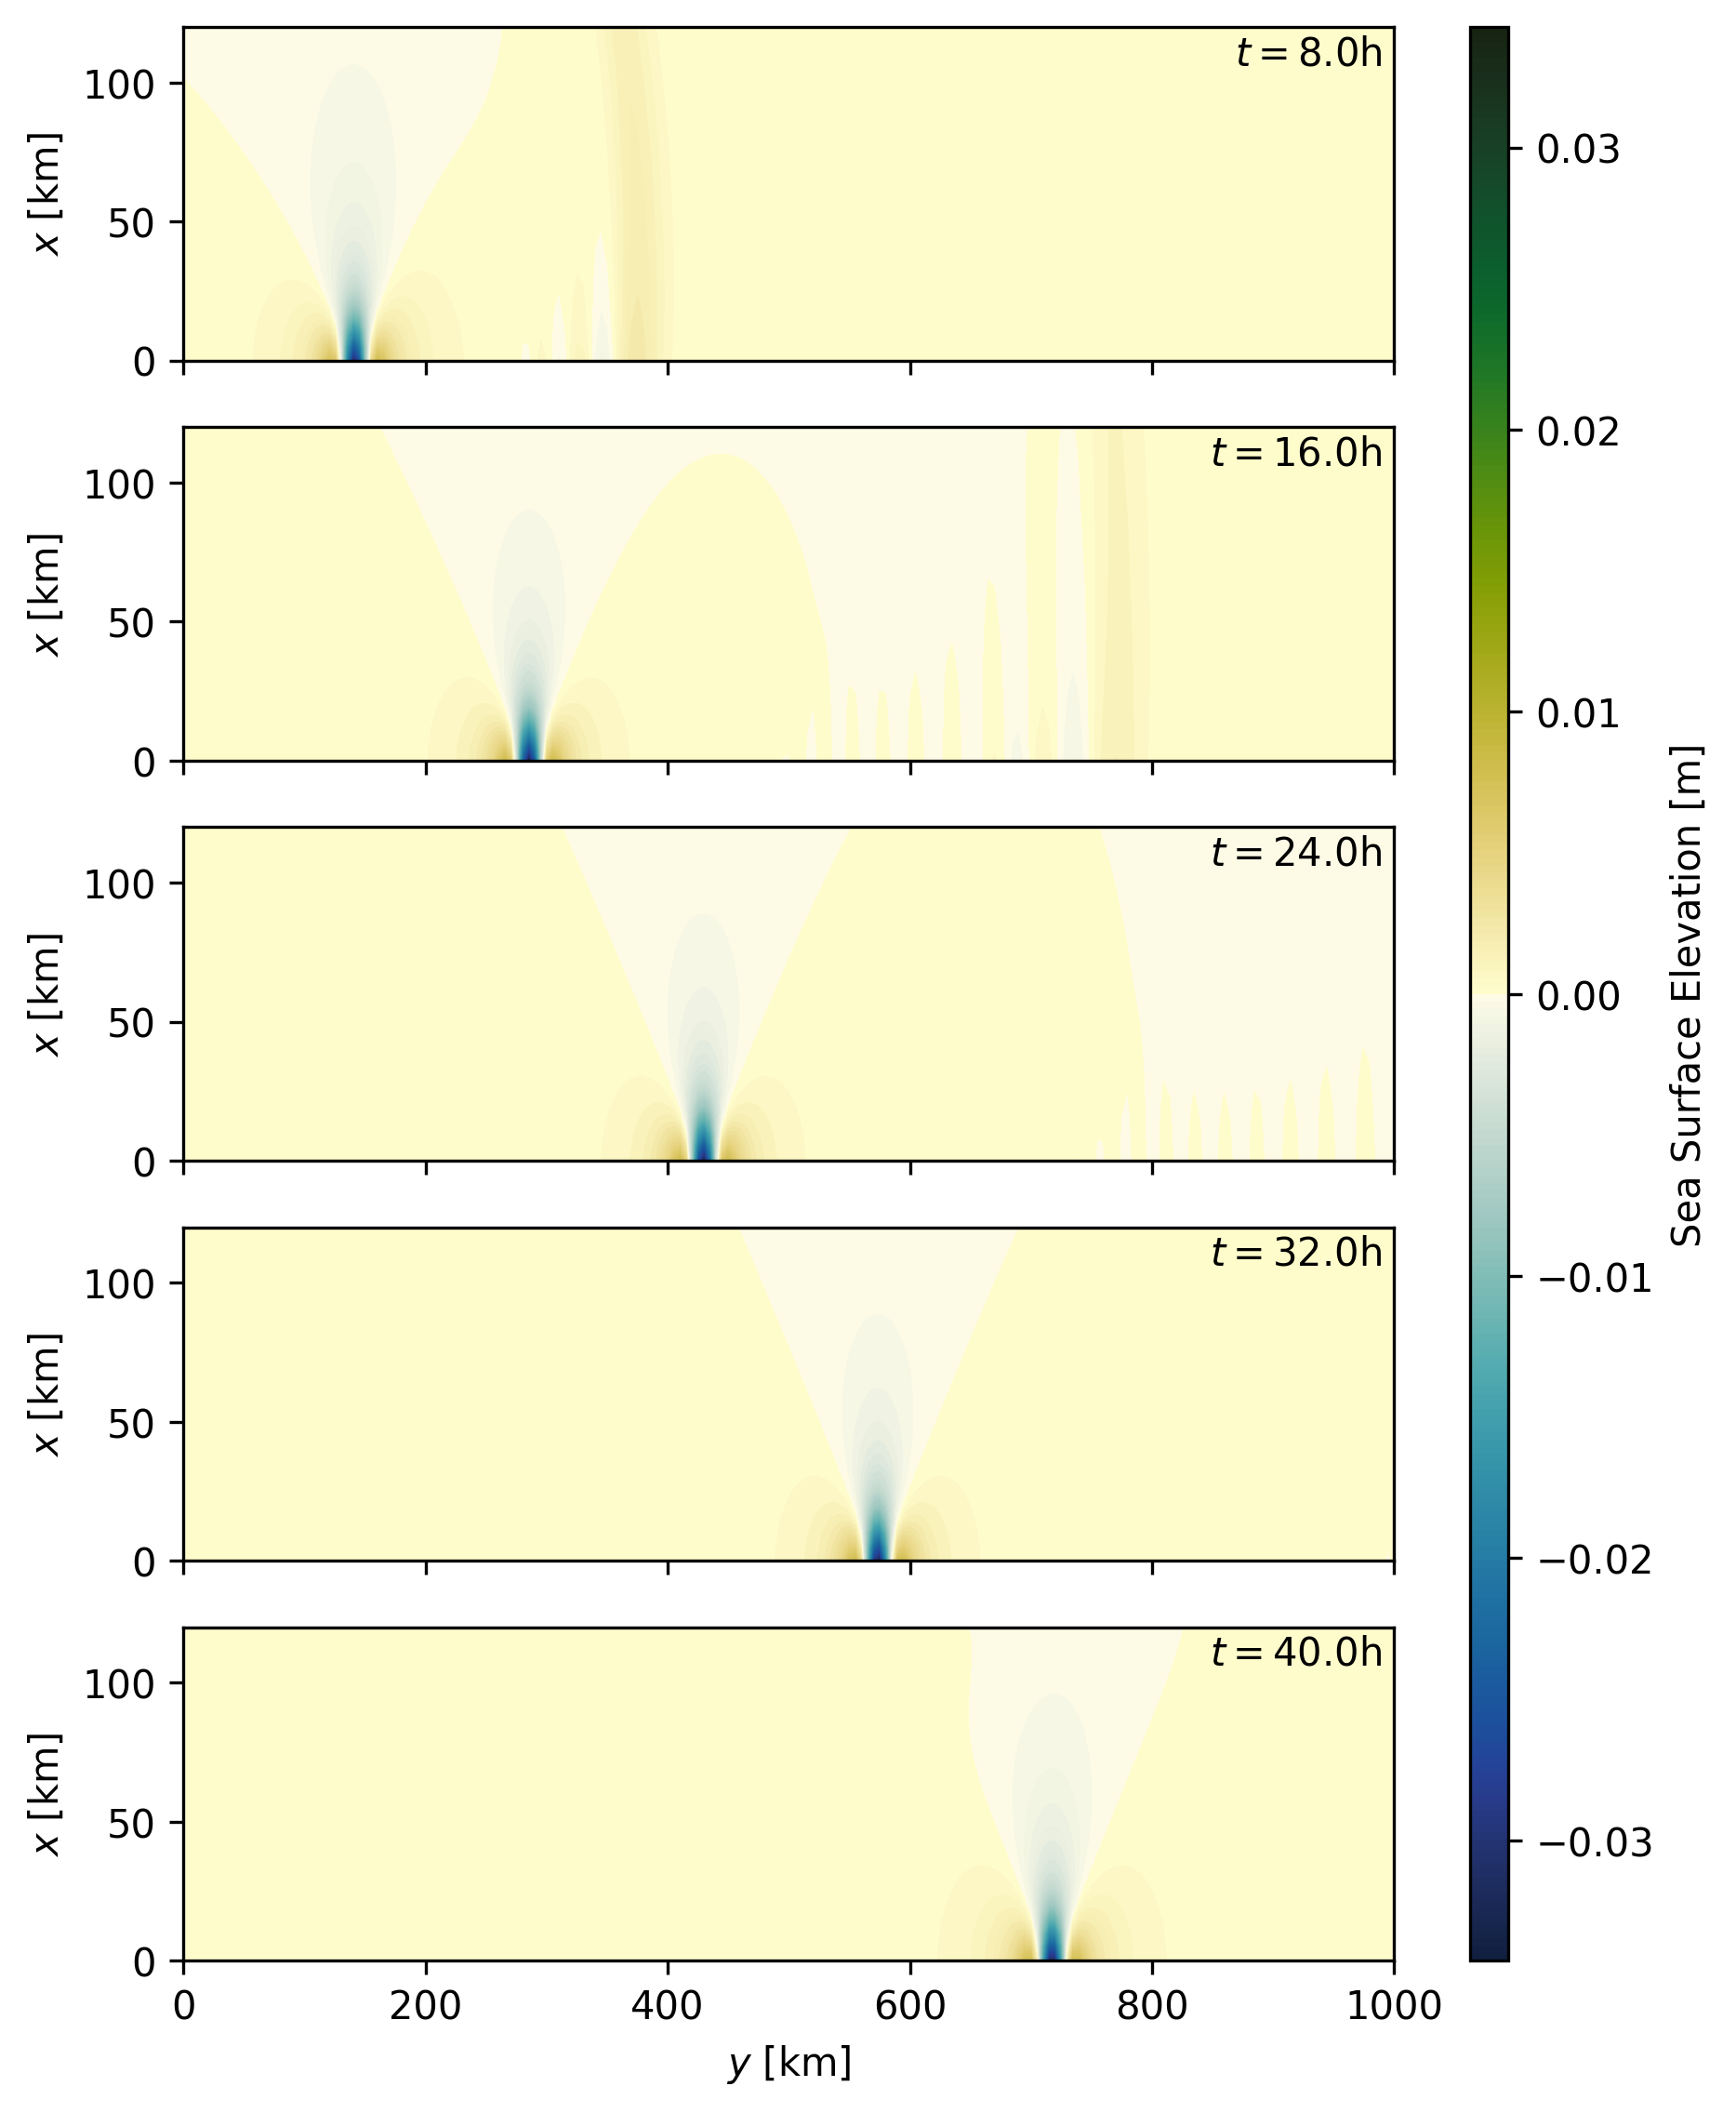 t = 8.0h
x [km]
100
50
0
t = 16.0h
x [km]
100
50
0
t = 24.0h
x [km]
100
50
0
t = 32.0h
x [km]
100
50
0
t = 40.0h
x [km]
100
50
0
0 200 400 600 800 1000
y [km]
0.03
0.02
0.01
0.00
−0.01
−0.02
−0.03
Sea Surface Elevation [m]